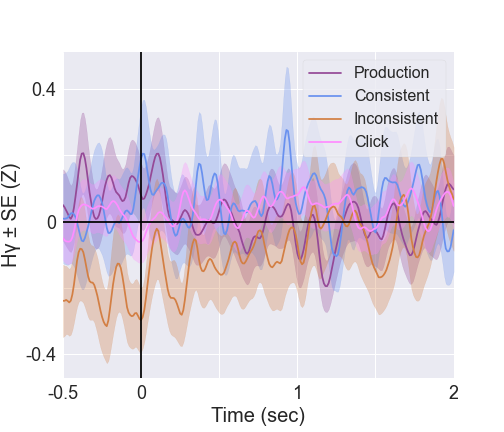 Production
Consistent
Inconsistent
Click
Hγ ± SE (Z)
0.4
0
-0.4
-0.5
0
1
2
Time (sec)